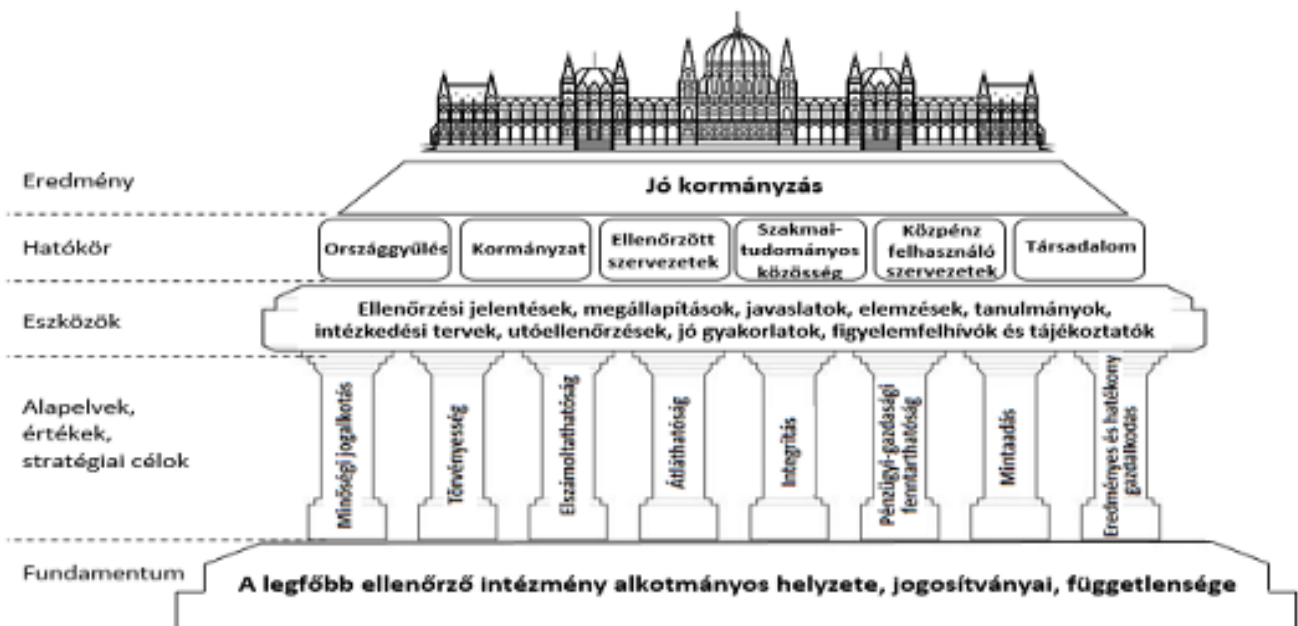 Eredmény
Jó kormányzás
Hatókör
Országgyűlés
Kormányzat
Ellenőrzött
szervezetek
Szakmai-
tudományos
közösség
Közpénz
felhasználó
szervezetek
Társadalom
Eszközök
Ellenőrzési jelentések, megállapítások, javaslatok, elemzések, tanulmányok,
intézkedési tervek, utóellenőrzések, jó gyakorlatok, figyelemfelhívók és tájékoztatók
Alapelvek,
értékek,
stratégiai célok
Minőségi jogalkotás
Törvényesség
Elszámoltathatóság
Átláthatóság
Integritás
Pénzügyi-gazdasági
fenntarthatóság
Mintaadás
Eredményes és hatékony
gazdálkodás
Fundamentum
A legfőbb ellenőrző intézmény alkotmányos helyzete, jogosítványai, függetlensége